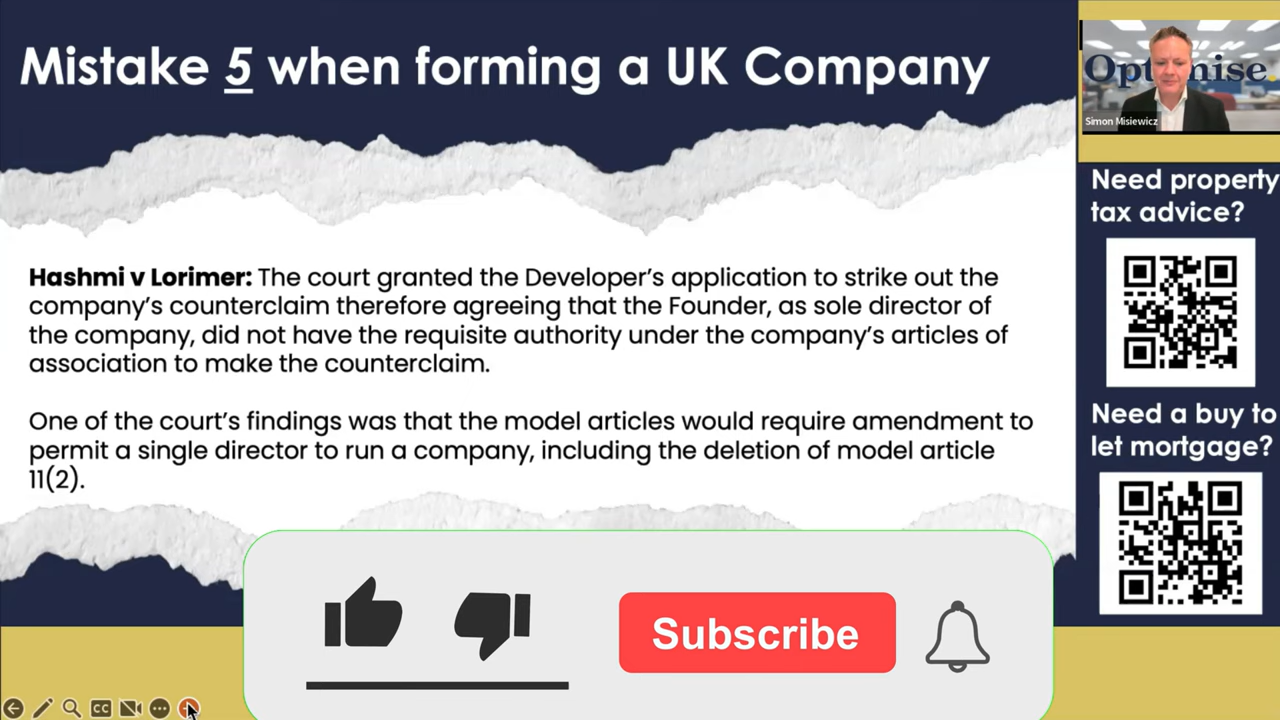 Mistake 5 when forming a UK Company
Hashmi v Lorimer: The court granted the Developer's application to strike out the
company's counterclaim therefore agreeing that the Founder, as sole director of
the company, did not have the requisite authority under the company's articles of
association to make the counterclaim.
One of the court's findings was that the model articles would require amendment to
permit a single director to run a company, including the deletion of model article
11(2).
Simon Misiewicz
Need property
tax advice?
Need a buy to
let mortgage?
Subscribe
CC